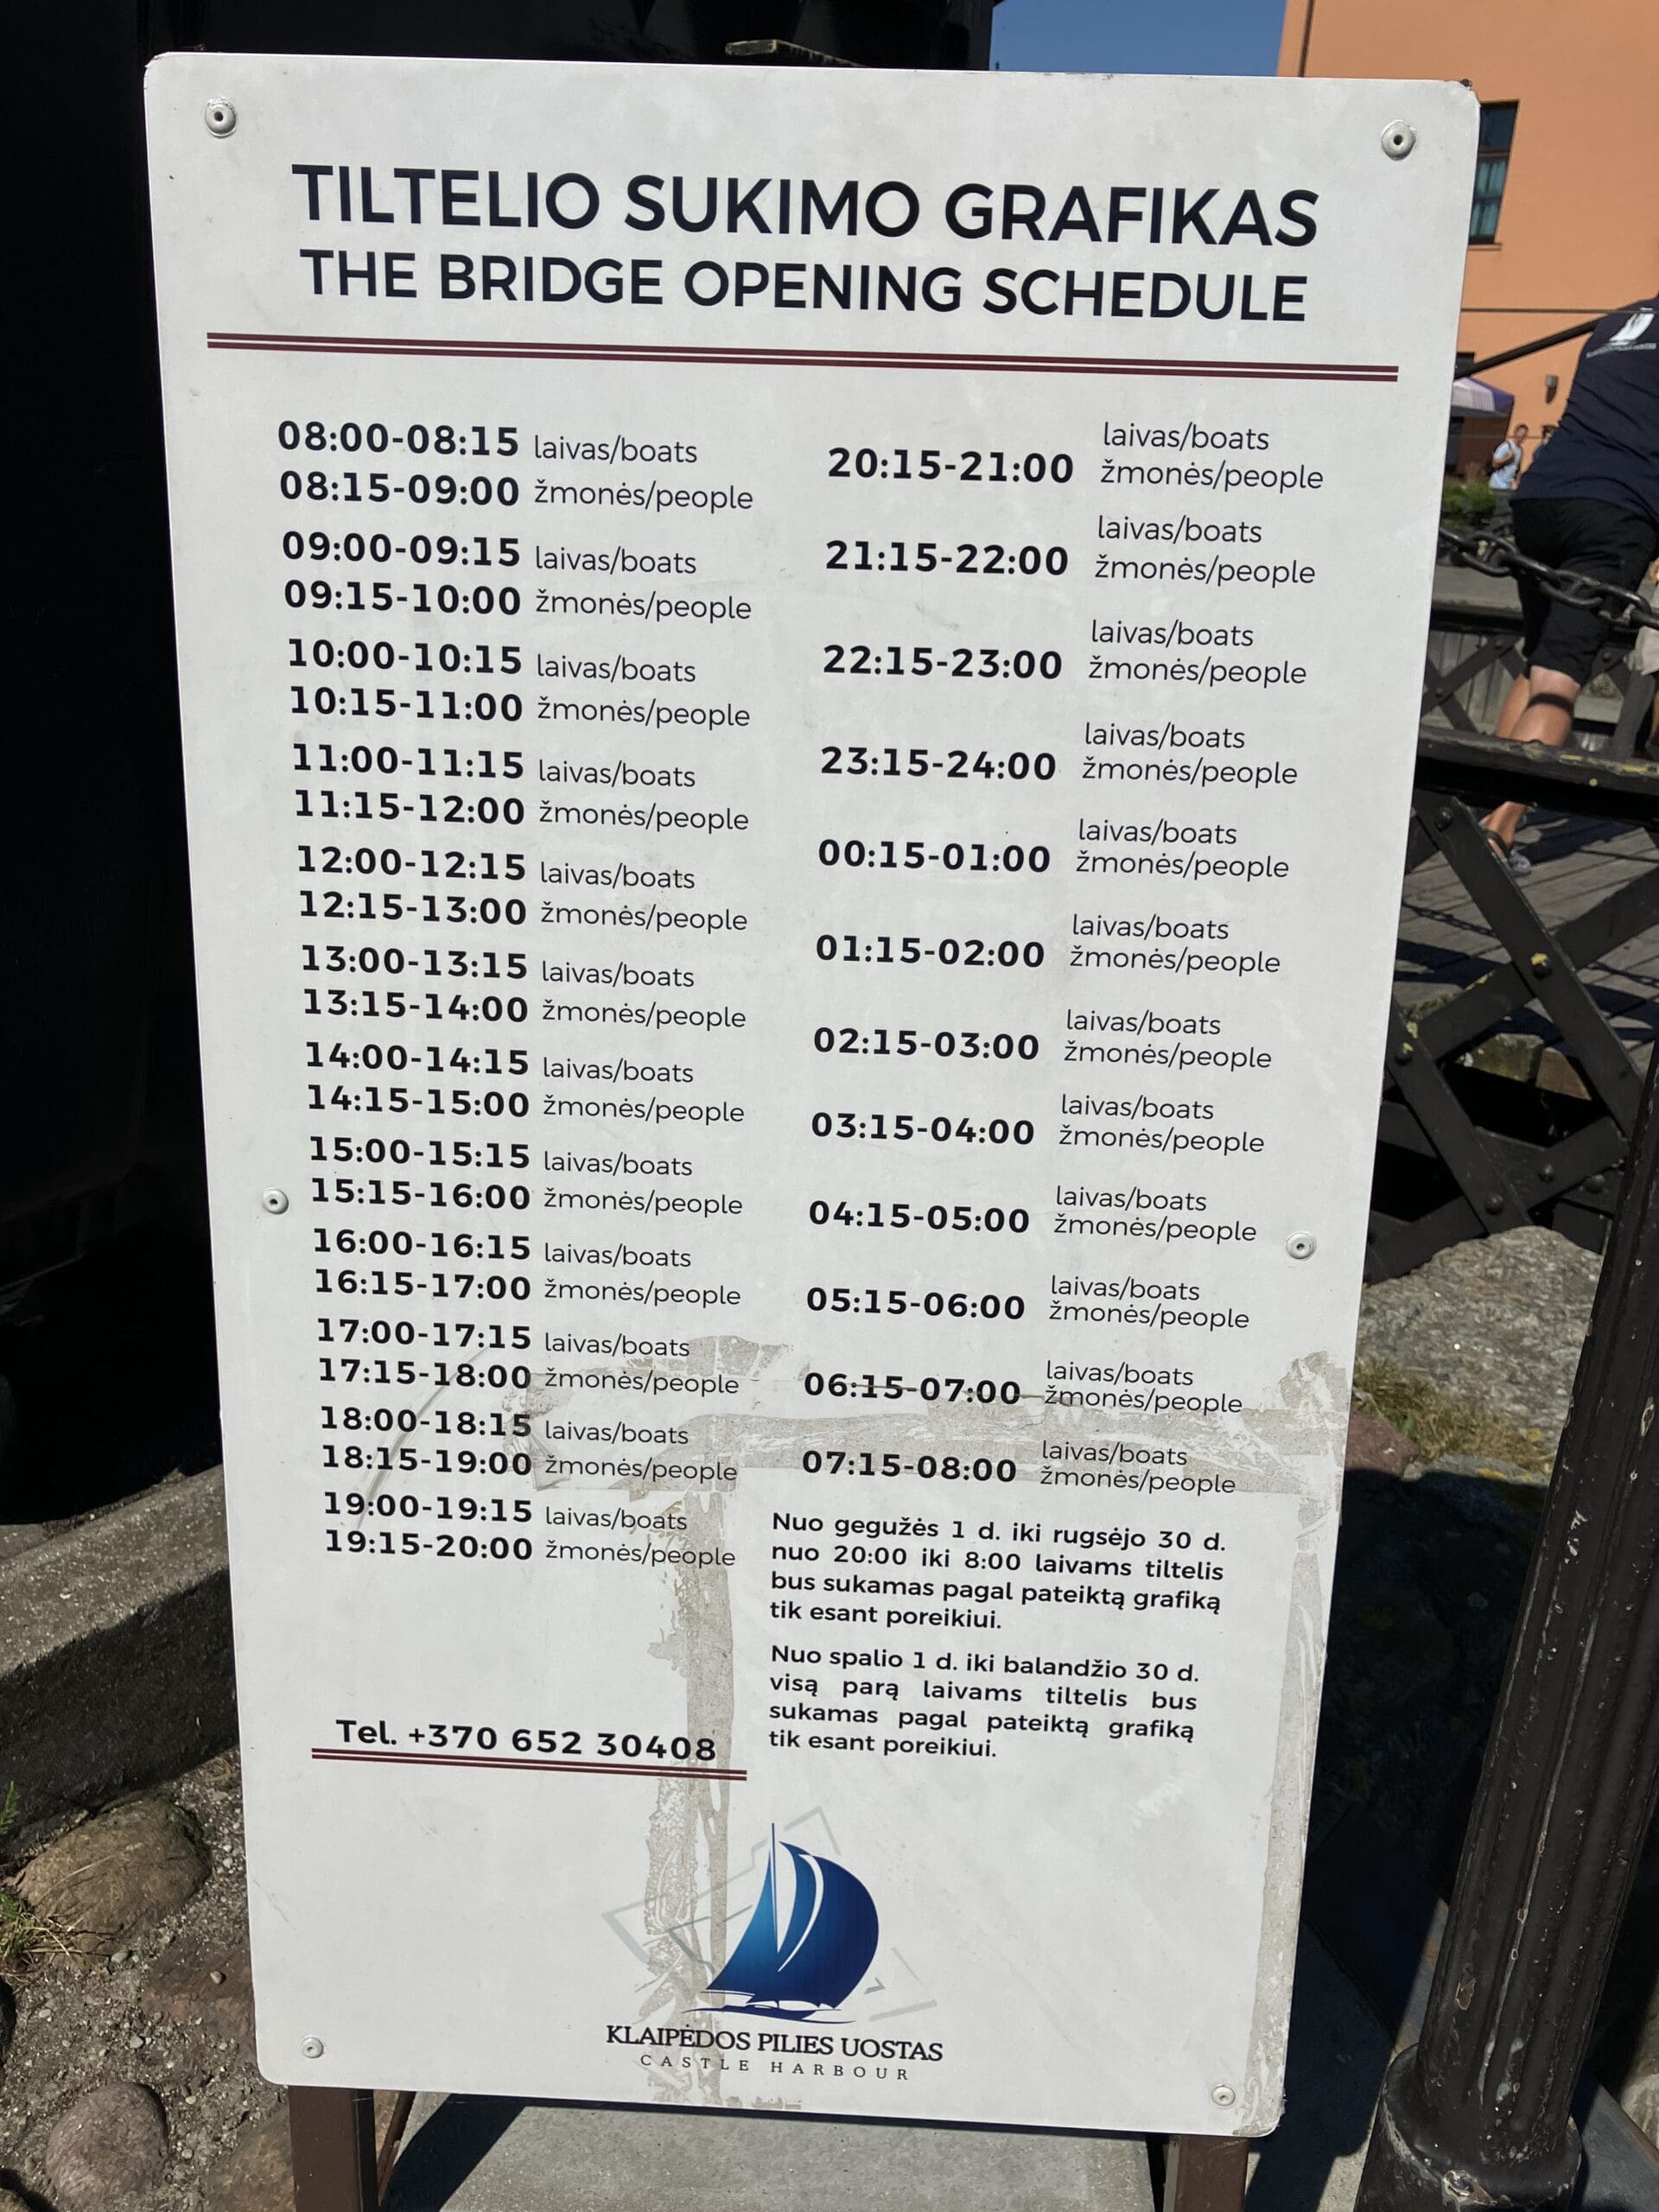 TILTELIO SUKIMO GRAFIKAS
THE BRIDGE OPENING SCHEDULE
08:00-08:15 laivas/boats
08:15-09:00 žmonės/people
09:00-09:15 laivas/boats
09:15-10:00 žmonės/people
10:00-10:15 laivas/boats
10:15-11:00 žmonės/people
11:00-11:15 laivas/boats
11:15-12:00 žmonės/people
12:00-12:15 laivas/boats
12:15-13:00 žmonės/people
13:00-13:15 laivas/boats
13:15-14:00 žmonės/people
14:00-14:15 laivas/boats
14:15-15:00 žmonės/people
15:00-15:15 laivas/boats
15:15-16:00 žmonės/people
16:00-16:15 laivas/boats
16:15-17:00 žmonės/people
17:00-17:15 laivas/boats
17:15-18:00 žmonės/people
18:00-18:15 laivas/boats
18:15-19:00 žmonės/people
19:00-19:15 laivas/boats
19:15-20:00 žmonės/people
Tel. +370 652 30408
laivas/boats
20:15-21:00 žmonės/people
laivas/boats
21:15-22:00 žmonės/people
laivas/boats
22:15-23:00 žmonės/people
laivas/boats
23:15-24:00 žmonės/people
laivas/boats
00:15-01:00 žmonės/people
laivas/boats
01:15-02:00 žmonės/people
laivas/boats
02:15-03:00 žmonės/people
laivas/boats
03:15-04:00 žmonės/people
laivas/boats
04:15-05:00 žmonės/people
laivas/boats
05:15-06:00 žmonės/people
laivas/boats
06:15-07:00 žmonės/people
laivas/boats
07:15-08:00 žmonės/people
Nuo gegužės 1 d. iki rugsėjo 30 d.
nuo 20:00 iki 8:00 laivams tiltelis
bus sukamas pagal pateiktą grafiką
tik esant poreikiui.
Nuo spalio 1 d. iki balandžio 30 d.
visą parą laivams tiltelis bus
sukamas pagal pateiktą grafiką
tik esant poreikiui.
KLAIPĖDOS PILIES UOSTAS
CASTLE HARBOUR